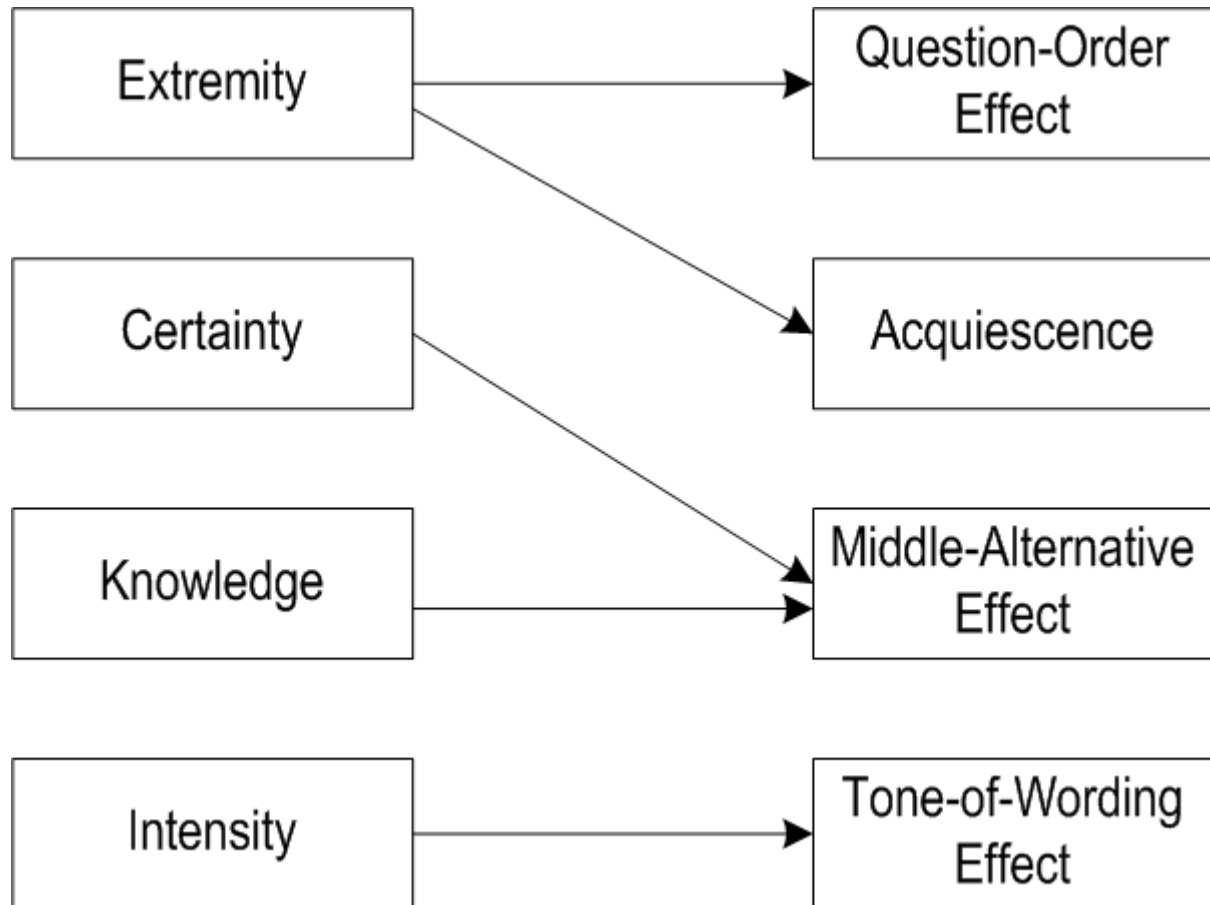 Extremity
Question-Order
Effect
Certainty
Acquiescence
Knowledge
Middle-Alternative
Effect
Intensity
Tone-of-Wording
Effect